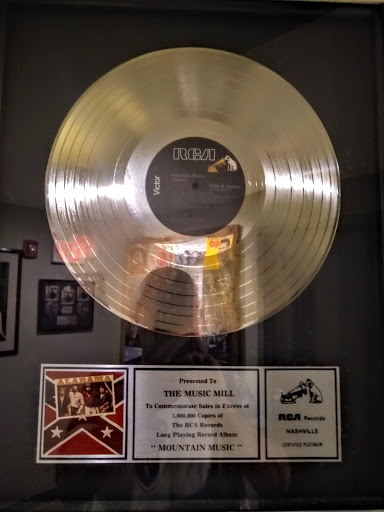 RCA
Victor
ALABAMA
Presented To
THE MUSIC MILL
To Commemorate Sales in Excess of
1,000,000 Copies of
The RCA Records
Long Playing Record Album
" MOUNTAIN MUSIC "
RCA Records
NASHVILLE
CERTIFIED PLATINUM